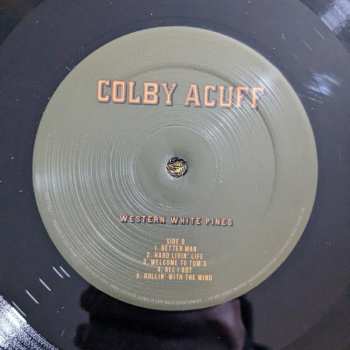 COLBY ACUFF
WESTERN WHITE PINES
SIDE B
1. BETTER MAN
2. HARD LIVIN' LIFE
3. WELCOME TO TOM'S
4. ALL I GOT
5. ROLLIN' WITH THE WIND